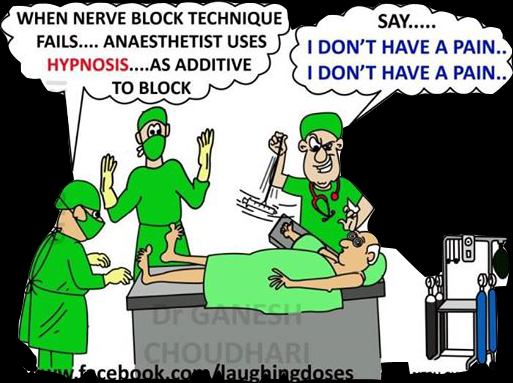 WHEN NERVE BLOCK TECHNIQUE
FAILS.... ANAESTHETIST USES
HYPNOSIS....AS ADDITIVE
TO BLOCK
SAY.....
I DON'T HAVE A PAIN..
I DON'T HAVE A PAIN..
Dr GANESH
CHOUDHARI
www.facebook.com/laughingdoses